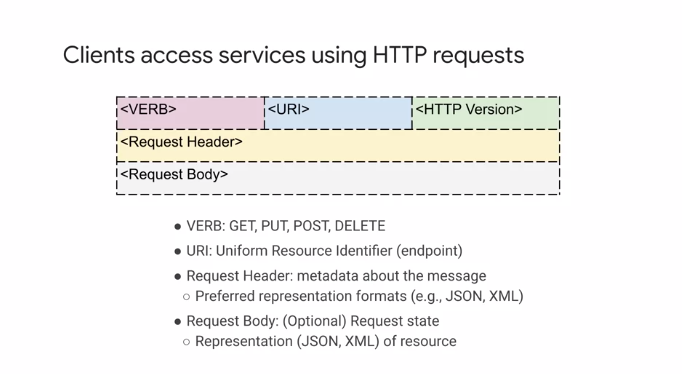 Clients access services using HTTP requests
<VERB> <URI> <HTTP Version>
<Request Header>
<Request Body>
● VERB: GET, PUT, POST, DELETE
● URI: Uniform Resource Identifier (endpoint)
● Request Header: metadata about the message
○ Preferred representation formats (e.g., JSON, XML)
● Request Body: (Optional) Request state
○ Representation (JSON, XML) of resource